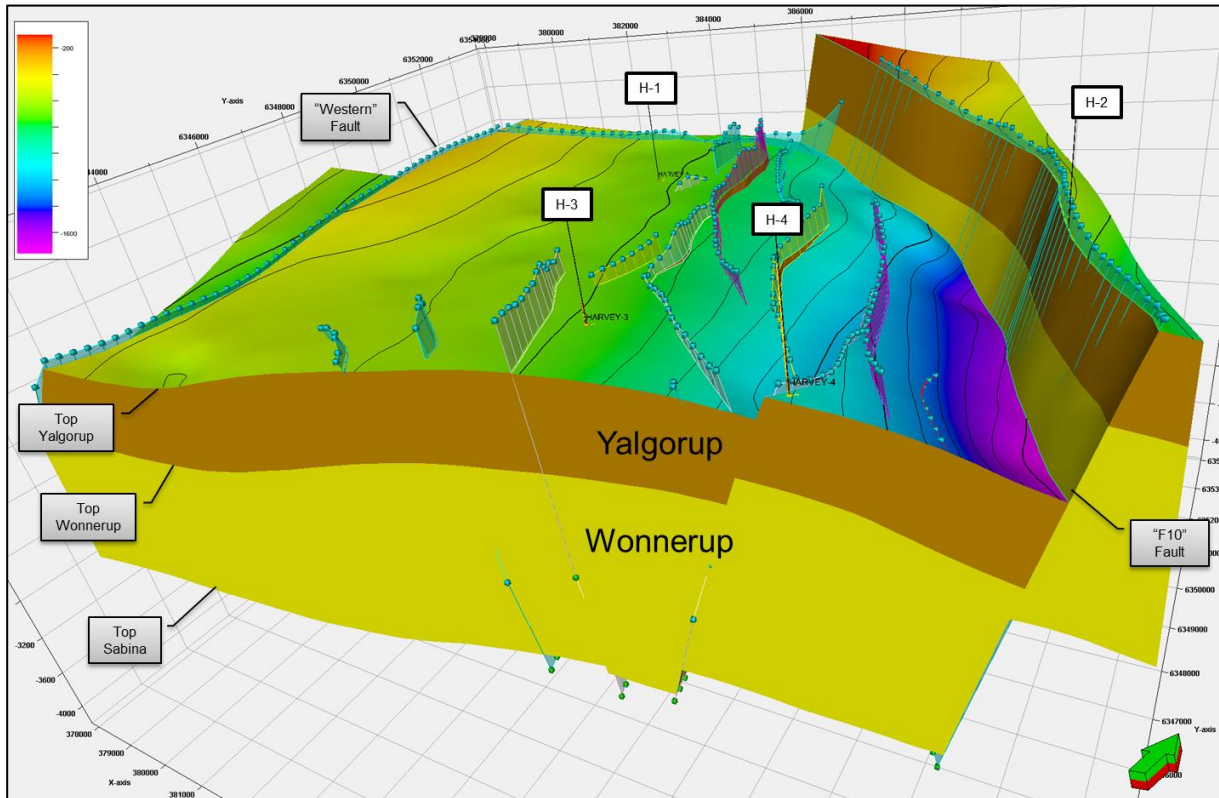 -200
-1600
386000
384000
382000
380000
6354000
6352000
6350000
6348000
6346000
Y-axis
"Western"
Fault
H-1
H-2
H-3
H-4
HARVEY-3
HARVEY-4
Top
Yalgorup
Yalgorup
Top
Wonnerup
Wonnerup
"F10"
Fault
Top
Sabina
6350000
6349000
6348000
6347000
Y-axis
-3200
-3600
-4000
378000
379000
380000
381000
X-axis